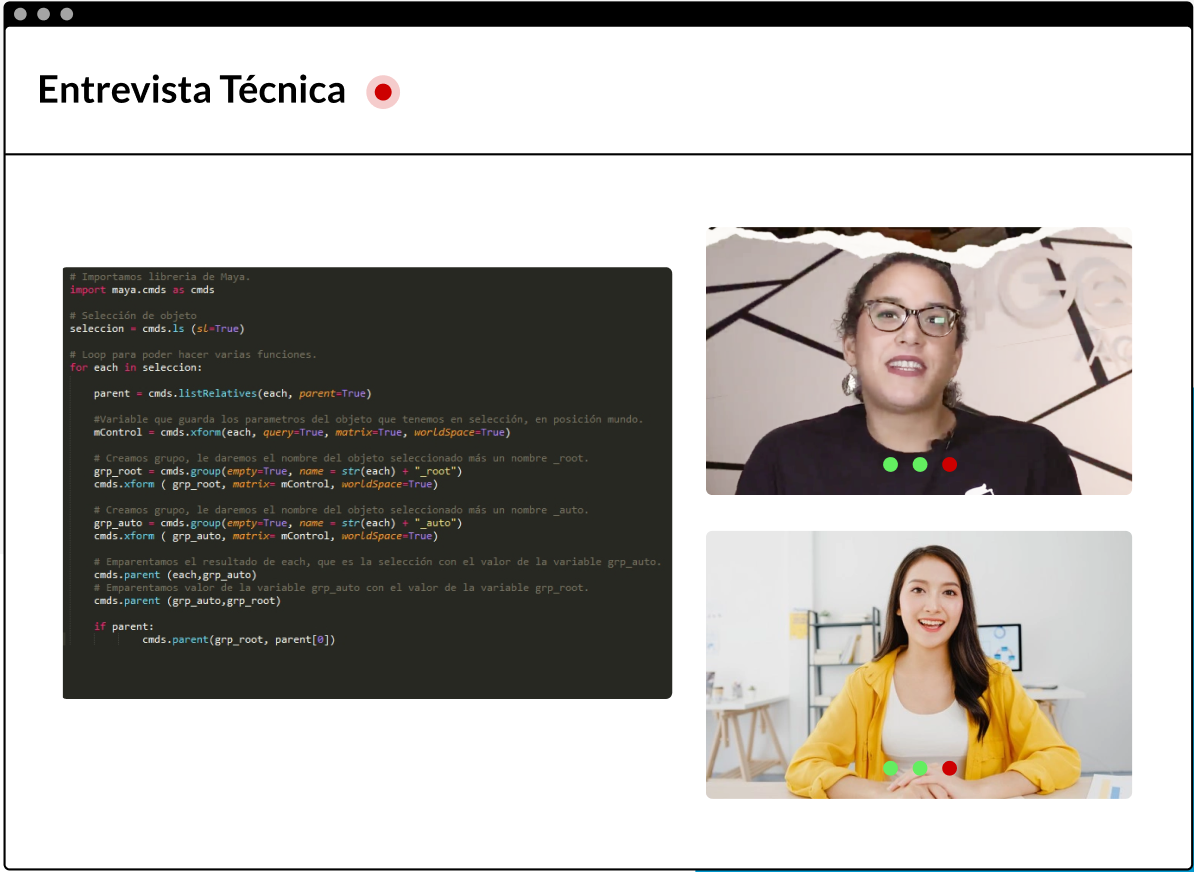 Entrevista Técnica
# Importamos libreria de Maya.
import maya.cmds as cmds
# Selección de objeto
seleccion = cmds.ls (sl=True)
# Loop para poder hacer varias funciones.
for each in seleccion:
parent = cmds.listRelatives(each, parent=True)
#Variable que guarda los parametros del objeto que tenemos en selección, en posición mundo.
mControl = cmds.xform(each, query=True, matrix=True, worldSpace=True)
# Creamos grupo, le daremos el nombre del objeto seleccionado más un nombre _root.
grp_root = cmds.group(empty=True, name = str(each) + "_root")
cmds.xform ( grp_root, matrix= mControl, worldSpace=True)
# Creamos grupo, le daremos el nombre del objeto seleccionado más un nombre _auto.
grp_auto = cmds.group(empty=True, name = str(each) + "_auto")
cmds.xform ( grp_auto, matrix= mControl, worldSpace=True)
# Emparentamos el resultado de each, que es la selección con el valor de la variable grp_auto.
cmds.parent (each,grp_auto)
# Emparentamos valor de la variable grp_auto con el valor de la variable grp_root.
cmds.parent (grp_auto,grp_root)
if parent:
cmds.parent(grp_root, parent[0])